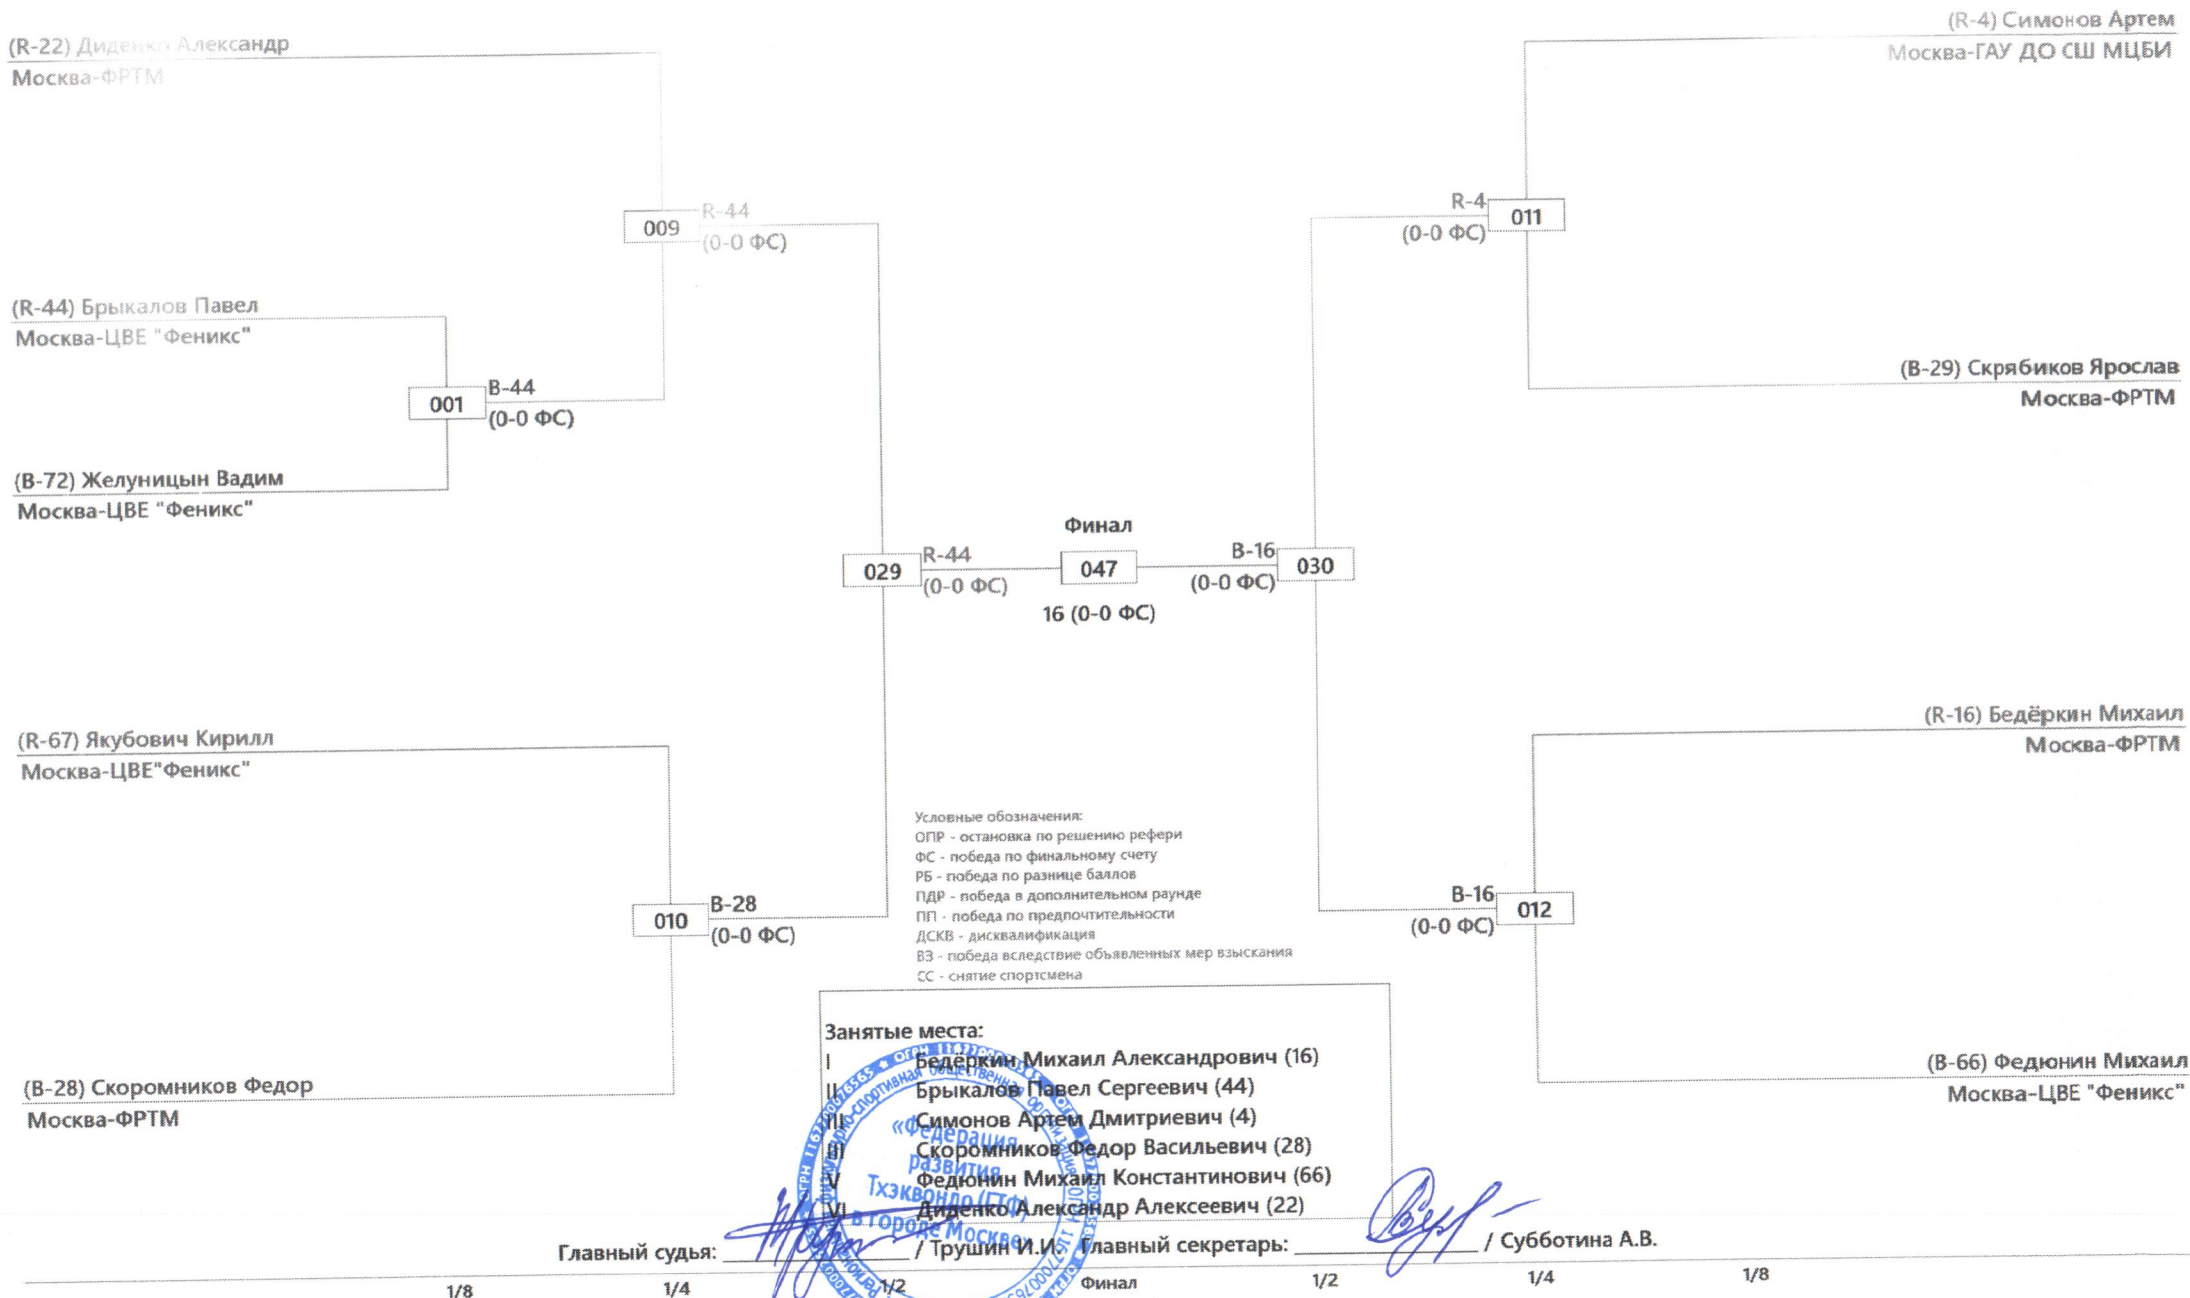 (R-22) Диденко Александр
Москва-ФРТМ
(R-4) Симонов Артем
Москва-ГАУ ДО СШ МЦБИ
009
R-44
(0-0 ФС)
R-4
(0-0 ФС)
011
(R-44) Брыкалов Павел
Москва-ЦВЕ "Феникс"
001
B-44
(0-0 ФС)
(B-29) Скрябиков Ярослав
Москва-ФРТМ
(B-72) Желуницын Вадим
Москва-ЦВЕ "Феникс"
Финал
029
R-44
(0-0 ФС)
047
16 (0-0 ФС)
B-16
(0-0 ФС)
030
(R-67) Якубович Кирилл
Москва-ЦВЕ"Феникс"
(R-16) Бедёркин Михаил
Москва-ФРТМ
Условные обозначения:
ОПР - остановка по решению рефери
ФС - победа по финальному счету
РБ - победа по разнице баллов
ПДР - победа в дополнительном раунде
ПП - победа по предпочтительности
ДСКВ - дисквалификация
ВЗ - победа вследствие объявленных мер взыскания
СС - снятие спортсмена
010
B-28
(0-0 ФС)
B-16
(0-0 ФС)
012
(B-28) Скоромников Федор
Москва-ФРТМ
(B-66) Федюнин Михаил
Москва-ЦВЕ "Феникс"
Занятые места:
I Бедёркин Михаил Александрович (16)
II Брыкалов Павел Сергеевич (44)
III Симонов Артем Дмитриевич (4)
III Скоромников Федор Васильевич (28)
V Федюнин Михаил Константинович (66)
VI Диденко Александр Алексеевич (22)
«Федерация
развития
Тхэквондо (ГТФ)
в городе Москве»
Главный судья: / Трушин И.И. Главный секретарь: / Субботина А.В.
1/8 1/4 1/2 Финал 1/2 1/4 1/8